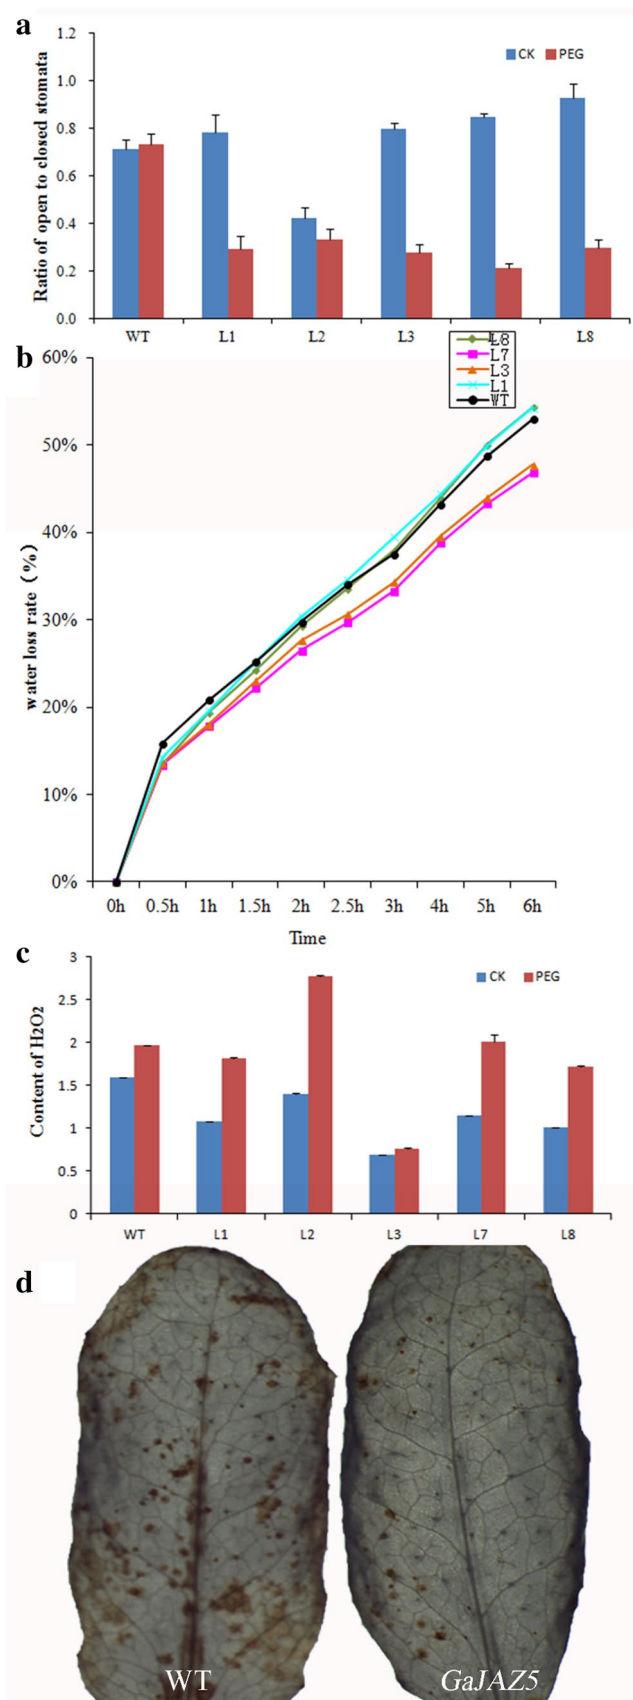 a
1.2
1.0
0.8
0.6
0.4
0.2
0.0
Ratio of open to closed stomata
CK PEG
WT L1 L2 L3 L8
b
60%
50%
40%
30%
20%
10%
0%
water loss rate (%)
L8
L7
L3
L1
WT
0h 0.5h 1h 1.5h 2h 2.5h 3h 4h 5h 6h
Time
c
3
2.5
2
1.5
1
0.5
0
Content of H2O2
CK PEG
WT L1 L2 L3 L7 L8
d
WT GaJAZ5